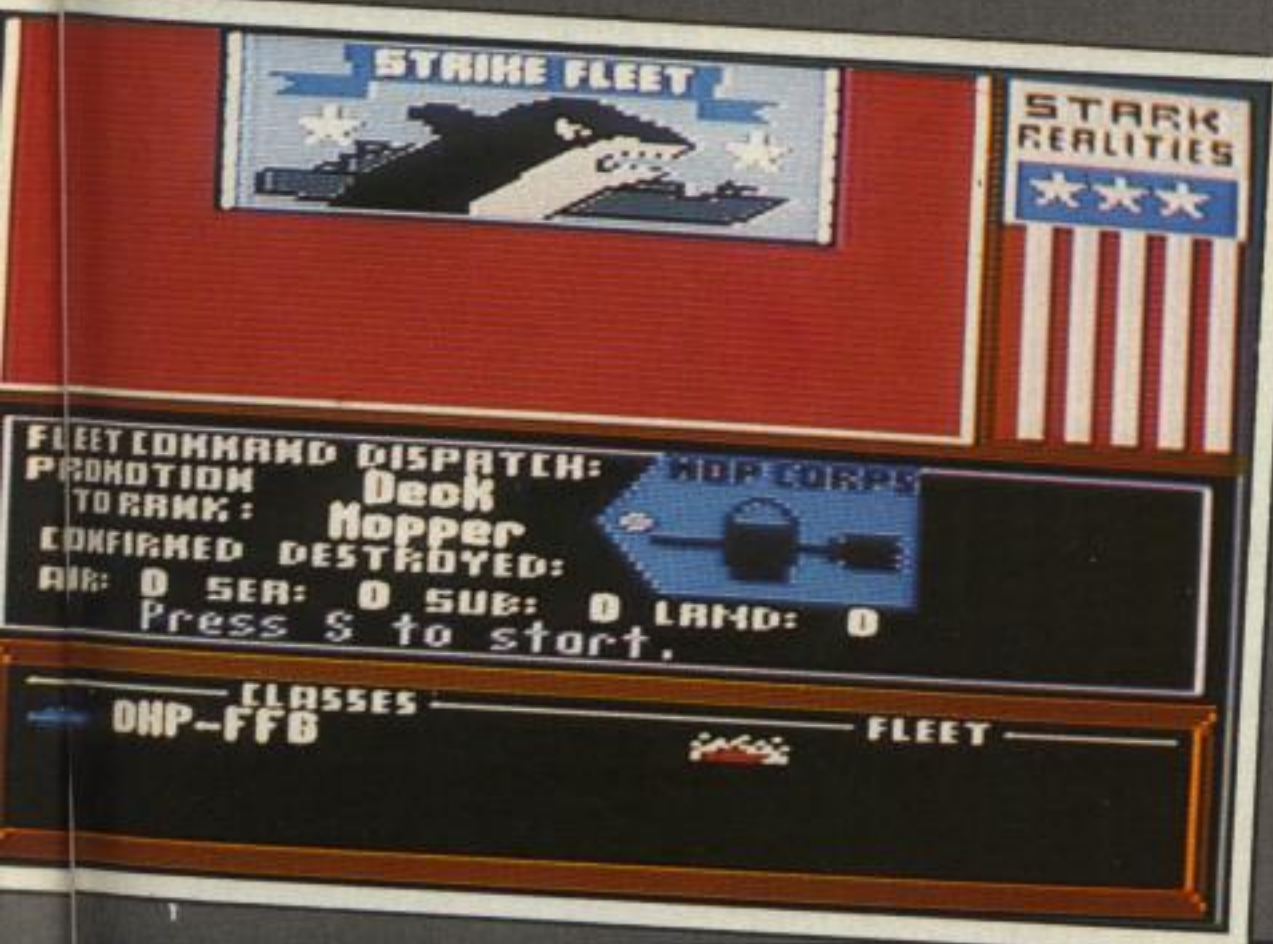 STRIKE FLEET
STARK
REALITIES
FLEET COMMAND DISPATCH:
PROMOTION Deck
TO RANK: Mopper
MOP CORPS
CONFIRMED DESTROYED:
AIR: 0 SEA: 0 SUB: 0 LAND: 0
Press S to start.
CLASSES
FLEET
OHP-FFG